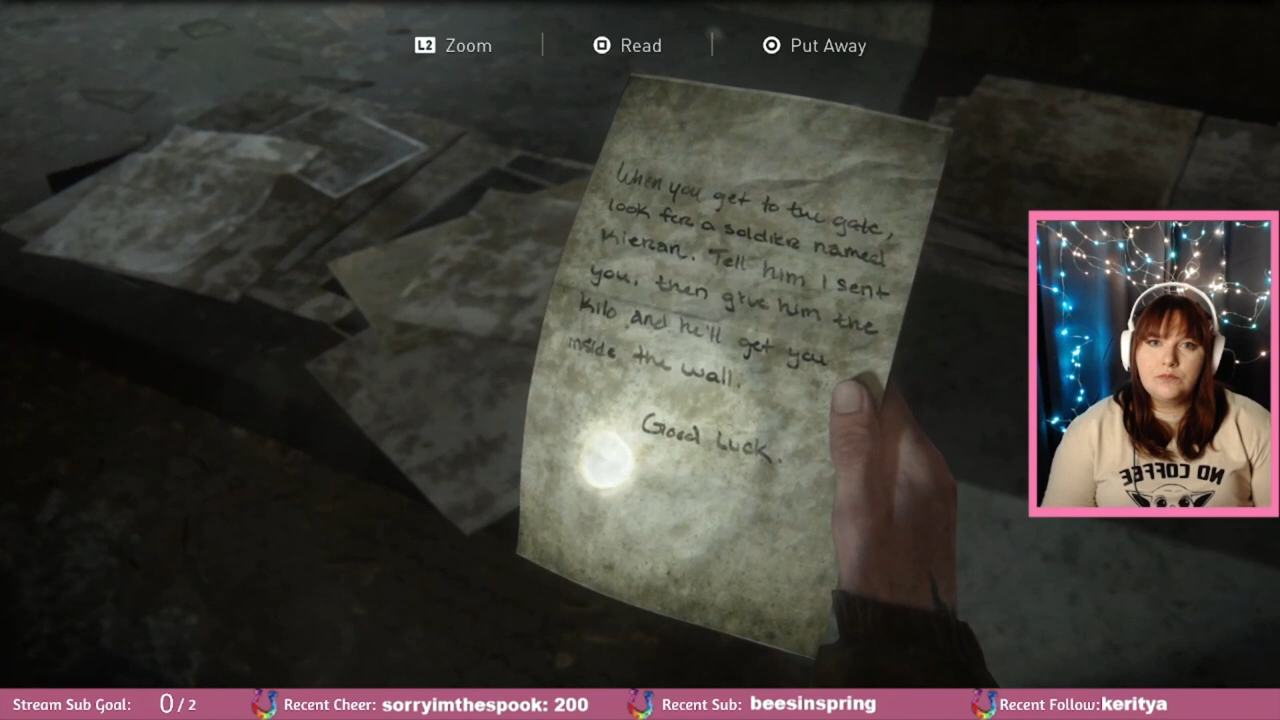 L2 Zoom
Read
Put Away
When you get to the gate,
look for a soldier named
Kieran. Tell him I sent
you, then give him the
kilo and he'll get you
inside the wall.
Good Luck.
NO COFFEE
Stream Sub Goal: 0 / 2
Recent Cheer: sorryimthespook: 200
Recent Sub: beesinspring
Recent Follow: keritya